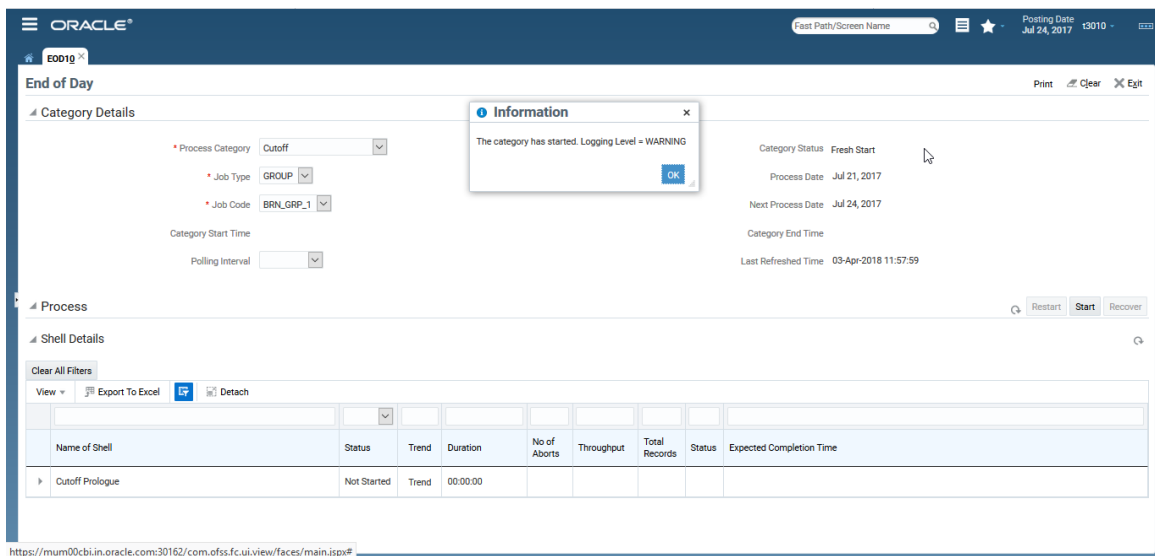 ORACLE®
Fast Path/Screen Name
Posting Date
Jul 24, 2017
t3010
EOD10
End of Day
Print Clear Exit
Category Details
Information
The category has started. Logging Level = WARNING
OK
* Process Category Cutoff
* Job Type GROUP
* Job Code BRN_GRP_1
Category Start Time
Polling Interval
Category Status Fresh Start
Process Date Jul 21, 2017
Next Process Date Jul 24, 2017
Category End Time
Last Refreshed Time 03-Apr-2018 11:57:59
Process
Restart Start Recover
Shell Details
Clear All Filters
View Export To Excel Detach
Name of Shell Status Trend Duration No of Aborts Throughput Total Records Status Expected Completion Time
Cutoff Prologue Not Started Trend 00:00:00
https://mum00cbi.in.oracle.com:30162/com.ofss.fc.ui.view/faces/main.jspx#